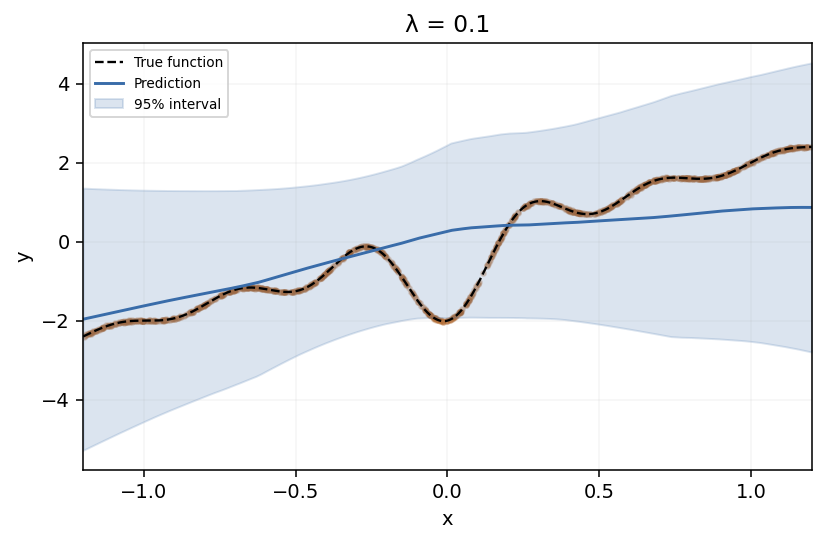 λ = 0.1
True function
Prediction
95% interval
y
4
2
0
−2
−4
−1.0
−0.5
0.0
0.5
1.0
x